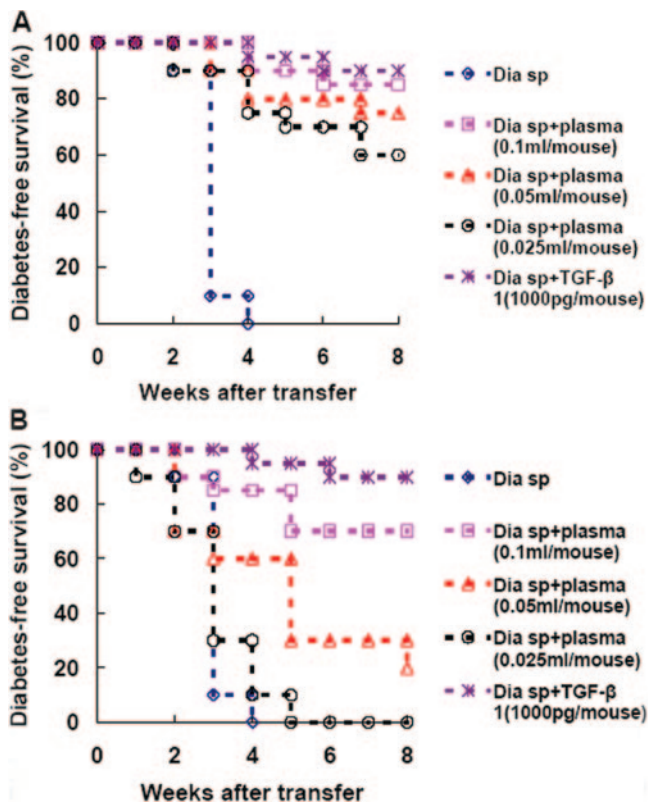 A
Diabetes-free survival (%)
100
80
60
40
20
0
0 2 4 6 8
Weeks after transfer
Dia sp
Dia sp+plasma
(0.1ml/mouse)
Dia sp+plasma
(0.05ml/mouse)
Dia sp+plasma
(0.025ml/mouse)
Dia sp+TGF-β
1(1000pg/mouse)
B
Diabetes-free survival (%)
100
80
60
40
20
0
0 2 4 6 8
Weeks after transfer
Dia sp
Dia sp+plasma
(0.1ml/mouse)
Dia sp+plasma
(0.05ml/mouse)
Dia sp+plasma
(0.025ml/mouse)
Dia sp+TGF-β
1(1000pg/mouse)